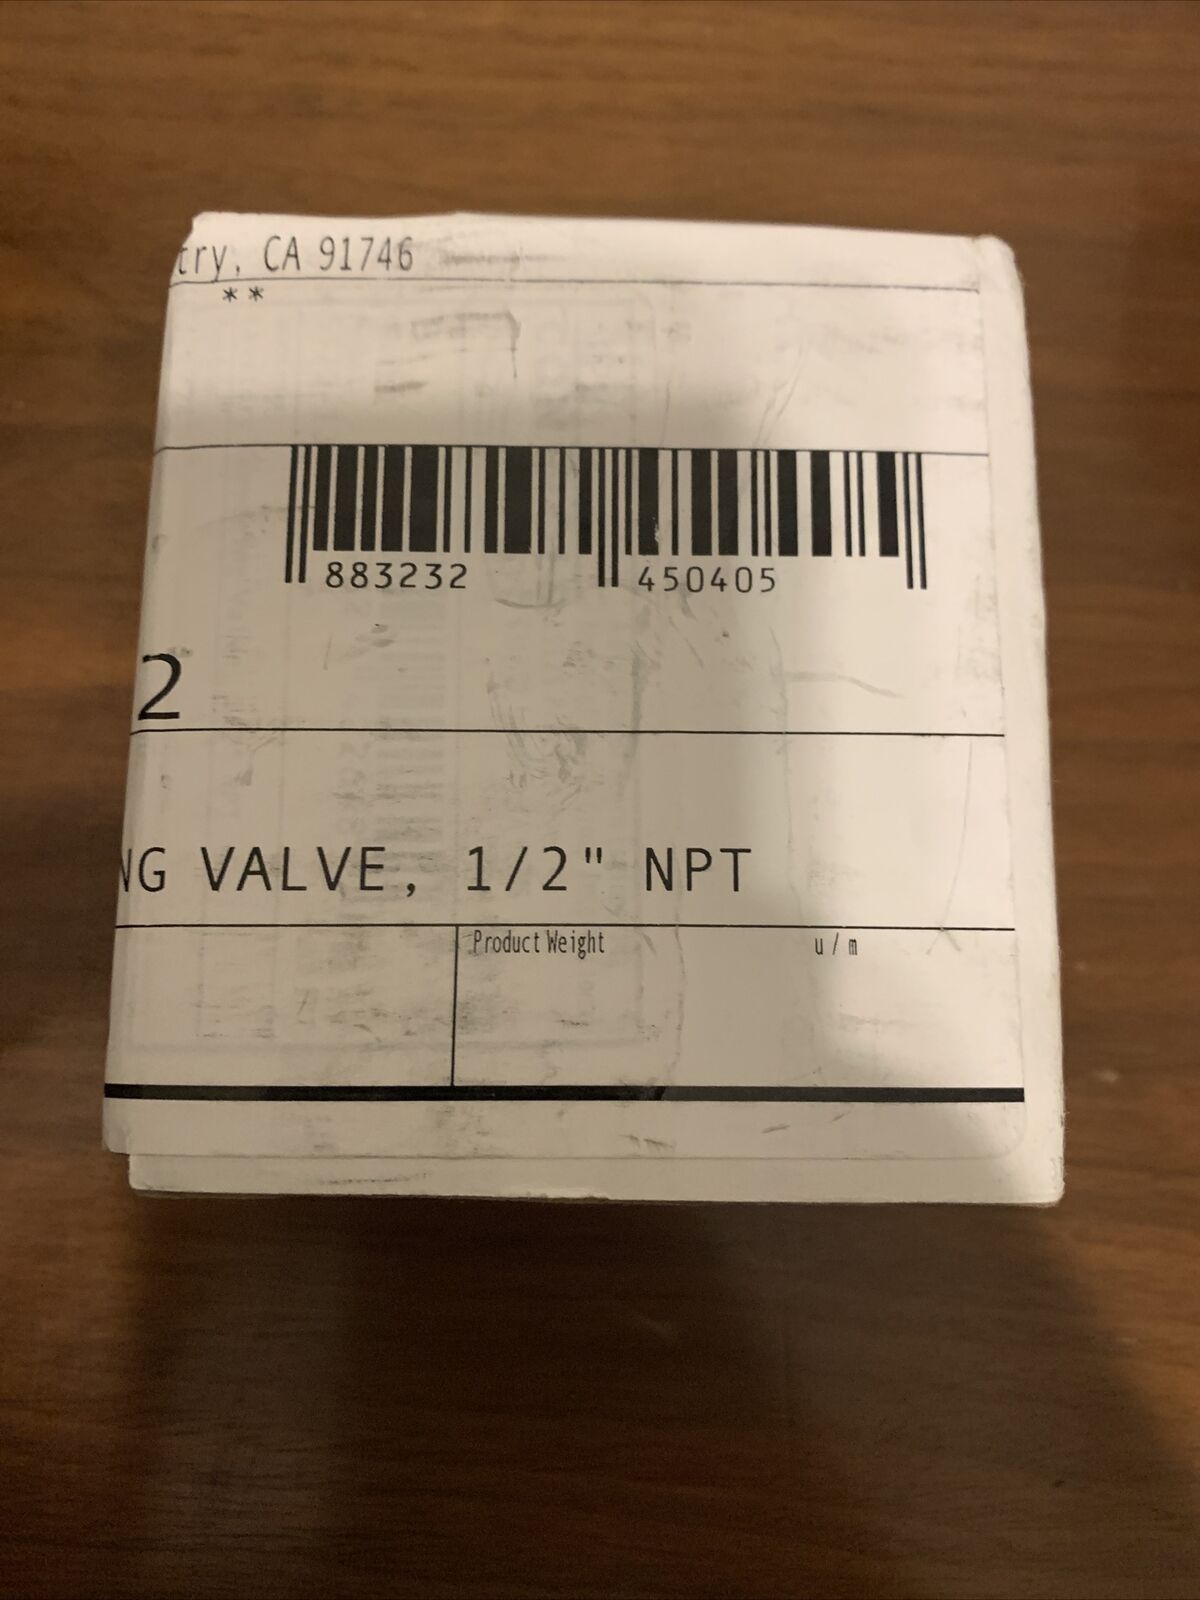 try, CA 91746
**
883232 450405
2
NG VALVE, 1/2" NPT
Product Weight u/m